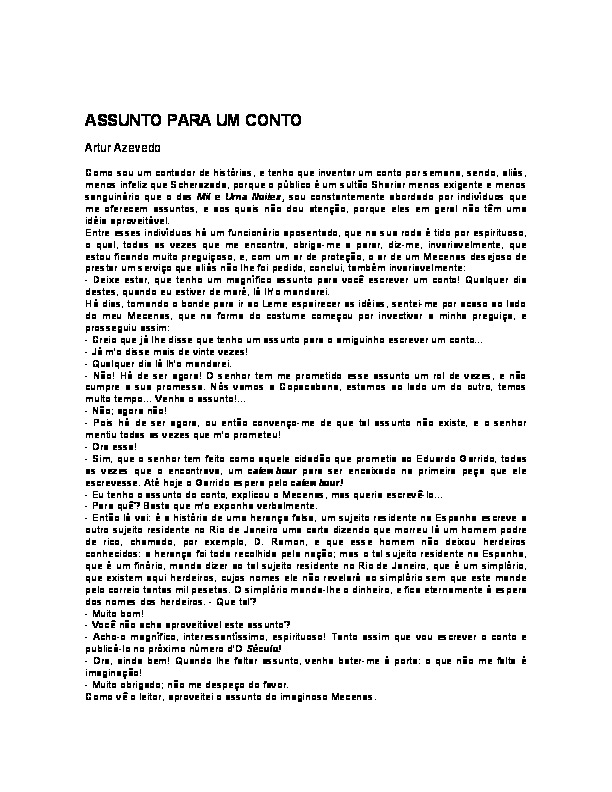 ASSUNTO PARA UM CONTO
Artur Azevedo
Como sou um contador de histórias, e tenho que inventar um conto por semana, sendo, aliás,
menos infeliz que Scherazada, porque o público é um sultão Shariar menos exigente e menos
sanguinário que o das Mil e Uma Noites, sou constantemente abordado por indivíduos que
me oferecem assuntos, e aos quais não dou atenção, porque eles em geral não têm uma
idéia aproveitável.
Entre esses indivíduos há um funcionário aposentado, que na sua roda é tido por espirituoso,
o qual, todas as vezes que me encontra, obriga-me a parar, diz-me, invariavelmente, que
estou ficando muito preguiçoso, e, com um ar de proteção, o ar de um Mecenas desejoso de
prestar um serviço que aliás não lhe foi pedido, conclui, também invariavelmente:
- Deixe estar, que tenho um magnífico assunto para você escrever um conto! Qualquer dia
destes, quando eu estiver de maré, lá lh'o mandarei.
Há dias, tomando o bonde para ir ao Leme espairecer as idéias, sentei-me por acaso ao lado
do meu Mecenas, que na forma do costume começou por invectivar a minha preguiça, e
prosseguiu assim:
- Creio que já lhe disse que tenho um assunto para o amiguinho escrever um conto...
- Já m'o disse mais de vinte vezes!
- Qualquer dia lá lh'o mandarei.
- Não! Há de ser agora! O senhor tem me prometido esse assunto um rol de vezes, e não
cumpre a sua promessa. Nós vamos a Copacabana, estamos ao lado um do outro, temos
muito tempo... Venha o assunto!...
- Não; agora não!
- Pois há de ser agora, ou então convenço-me de que tal assunto não existe, e o senhor
mentiu todas as vezes que m'o prometeu!
- Ora essa!
- Sim, que o senhor tem feito como aquele cidadão que prometia ao Eduardo Garrido, todas
as vezes que o encontrava, um calembour para ser encaixado na primeira peça que ele
escrevesse. Até hoje o Garrido espera pelo calembour!
- Eu tenho o assunto do conto, explicou o Mecenas, mas queria escrevê-lo...
- Para quê? Basta que m'o exponha verbalmente.
- Então lá vai: é a história de uma herança falsa, um sujeito residente na Espanha escreve a
outro sujeito residente no Rio de Janeiro uma carta dizendo que morreu lá um homem podre
de rico, chamado, por exemplo, D. Ramon, e que esse homem não deixou herdeiros
conhecidos: a herança foi toda recolhida pela nação; mas o tal sujeito residente na Espanha,
que é um finório, manda dizer ao tal sujeito residente no Rio de Janeiro, que é um simplório,
que existem aqui herdeiros, cujos nomes ele não revelará ao simplório sem que este mande
pelo correio tantas mil pesetas. O simplório manda-lhe o dinheiro, e fica eternamente à espera
dos nomes dos herdeiros. - Que tal?
- Muito bom!
- Você não acha aproveitável este assunto?
- Acho-o magnífico, interessantíssimo, espirituoso! Tanto assim que vou escrever o conto e
publicá-lo no próximo número d'O Século!
- Ora, ainda bem! Quando lhe faltar assunto, venha bater-me à porta: o que não me falta é
imaginação!
- Muito obrigado; não me despeço do favor.
Como vê o leitor, aproveitei o assunto do imaginoso Mecenas.